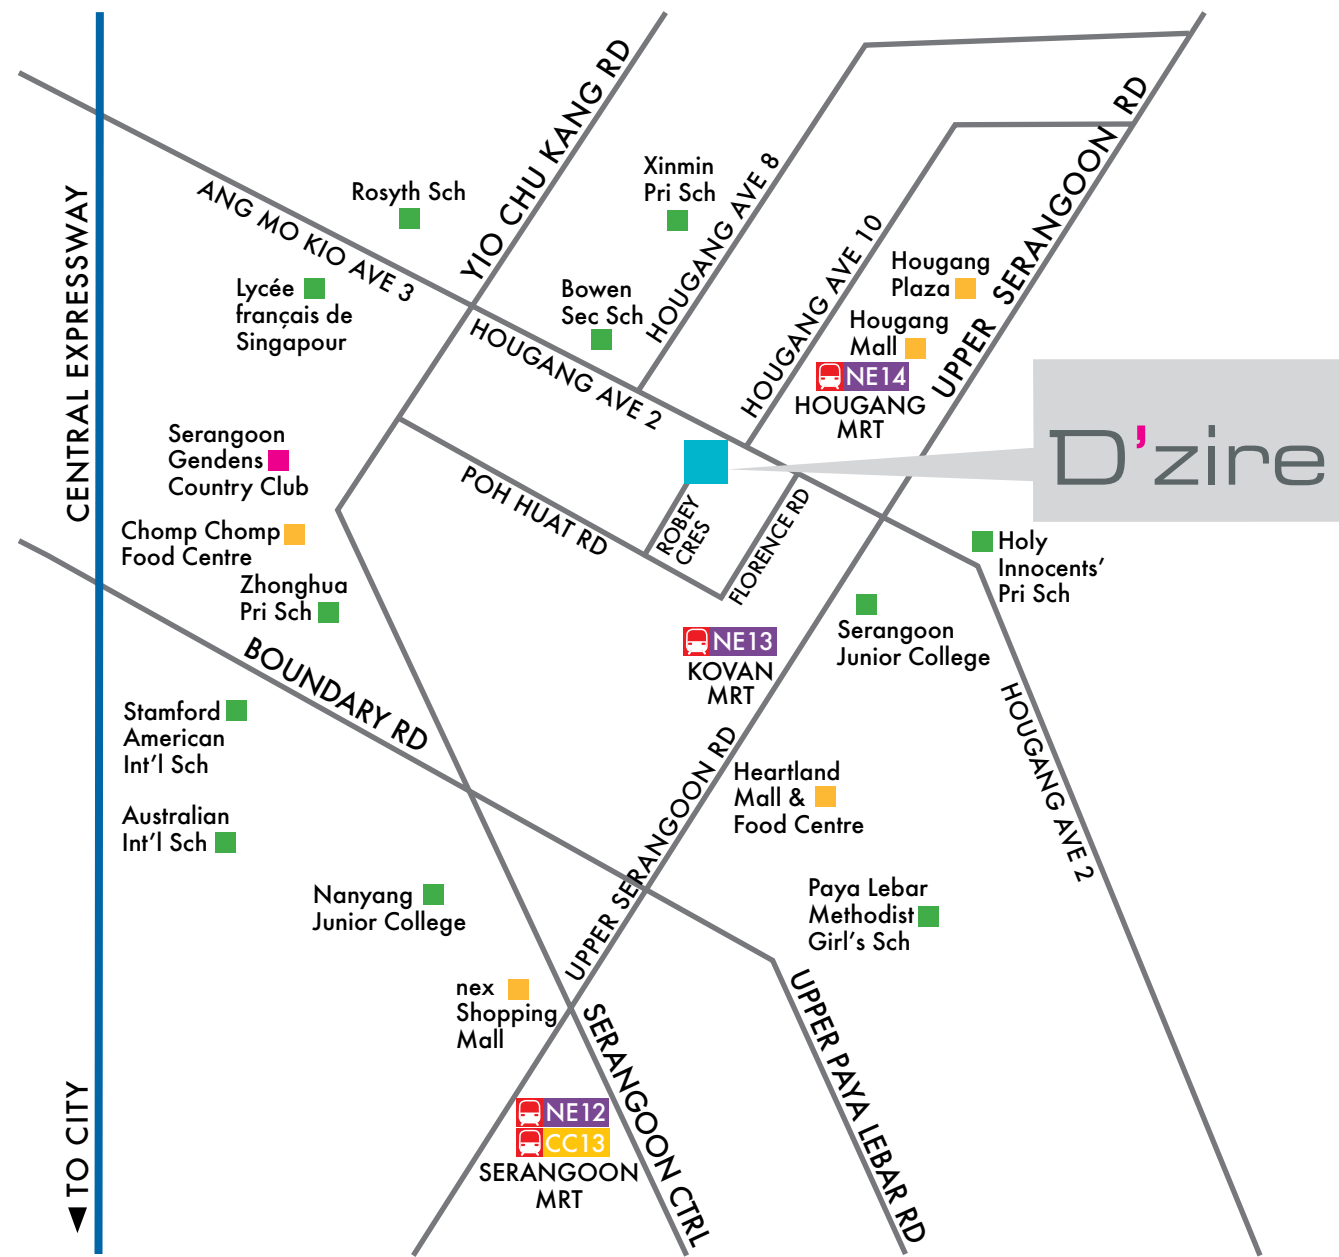 YIO CHU KANG RD
UPPER SERANGOON RD
Xinmin
Pri Sch
HOUGANG AVE 8
Rosyth Sch
ANG MO KIO AVE 3
CENTRAL EXPRESSWAY
HOUGANG AVE 10
Hougang
Plaza
Lycée
français de
Singapour
Bowen
Sec Sch
Hougang
Mall
HOUGANG AVE 2
NE14
HOUGANG
MRT
D'zire
Serangoon
Gendens
Country Club
POH HUAT RD
ROBEY
CRES
FLORENCE RD
Chomp Chomp
Food Centre
Holy
Innocents'
Pri Sch
Zhonghua
Pri Sch
NE13
KOVAN
MRT
Serangoon
Junior College
BOUNDARY RD
Stamford
American
Int'l Sch
HOUGANG AVE 2
UPPER SERANGOON RD
Heartland
Mall &
Food Centre
Australian
Int'l Sch
Nanyang
Junior College
Paya Lebar
Methodist
Girl's Sch
nex
Shopping
Mall
SERANGOON CTRL
UPPER PAYA LEBAR RD
NE12
CC13
SERANGOON
MRT
TO CITY